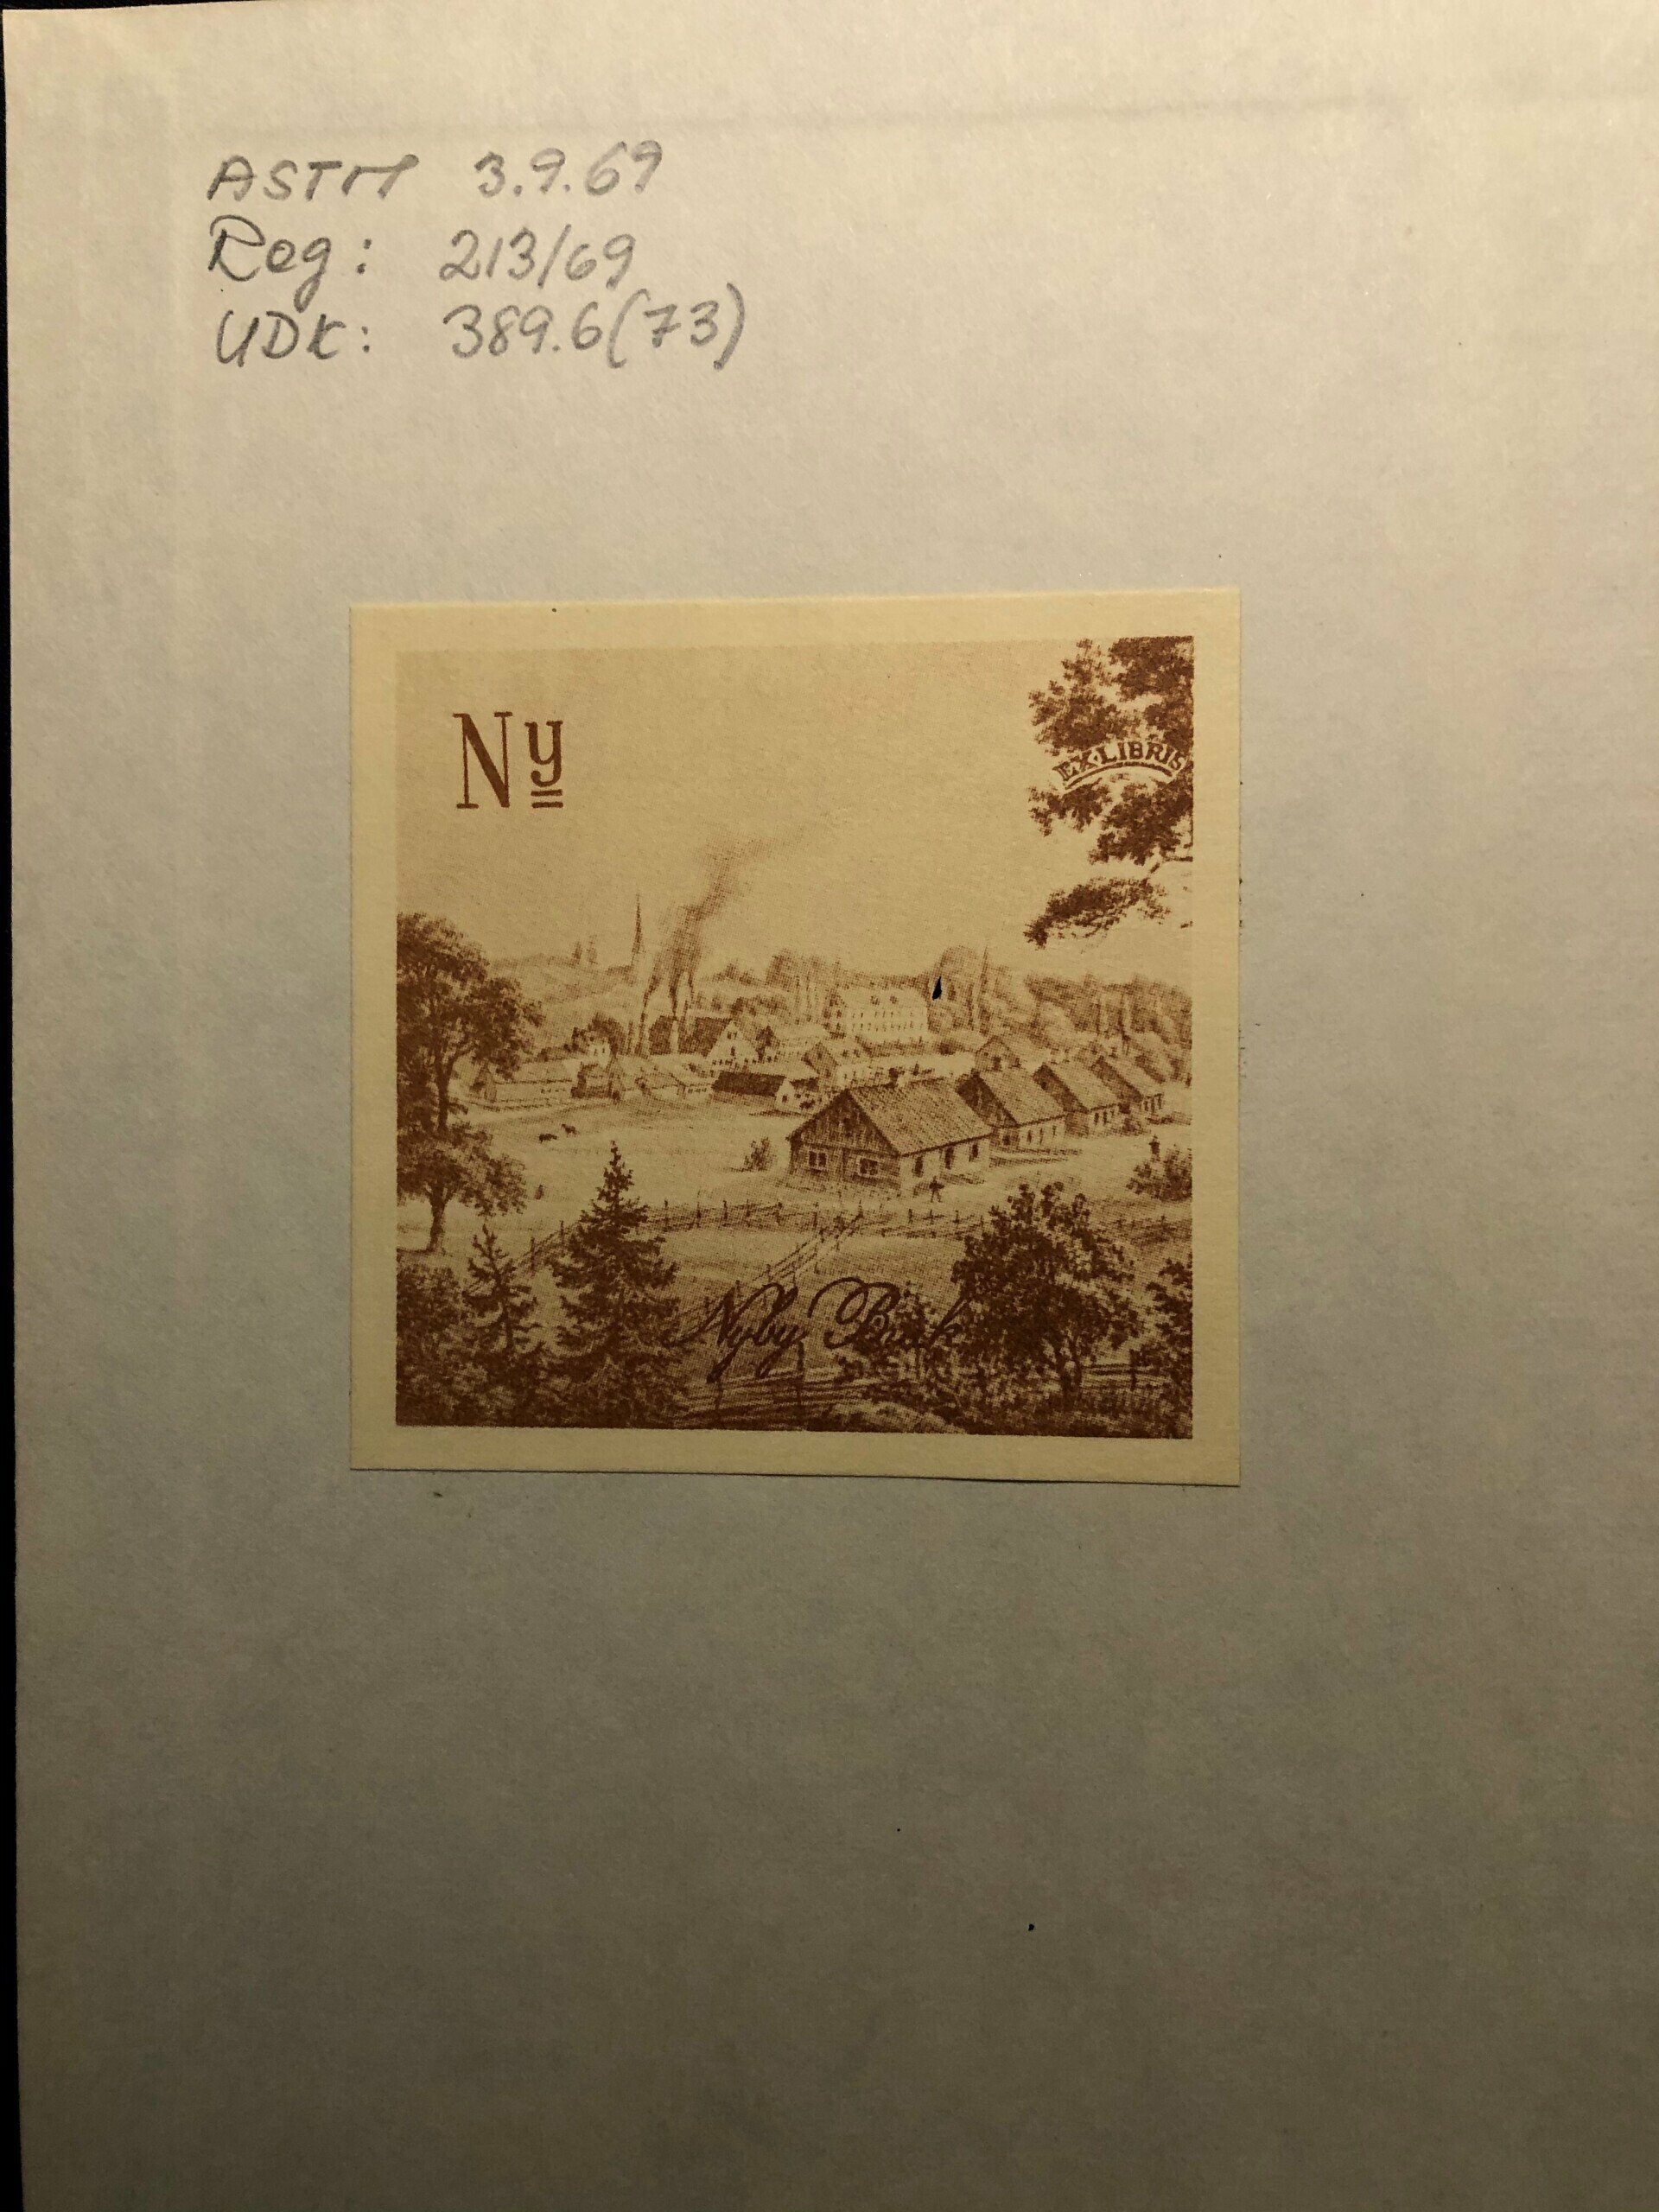 ASTM 3.9.69
Reg: 213/69
UDK: 389.6(73)
Ny
EX·LIBRIS
Nyby Bruk